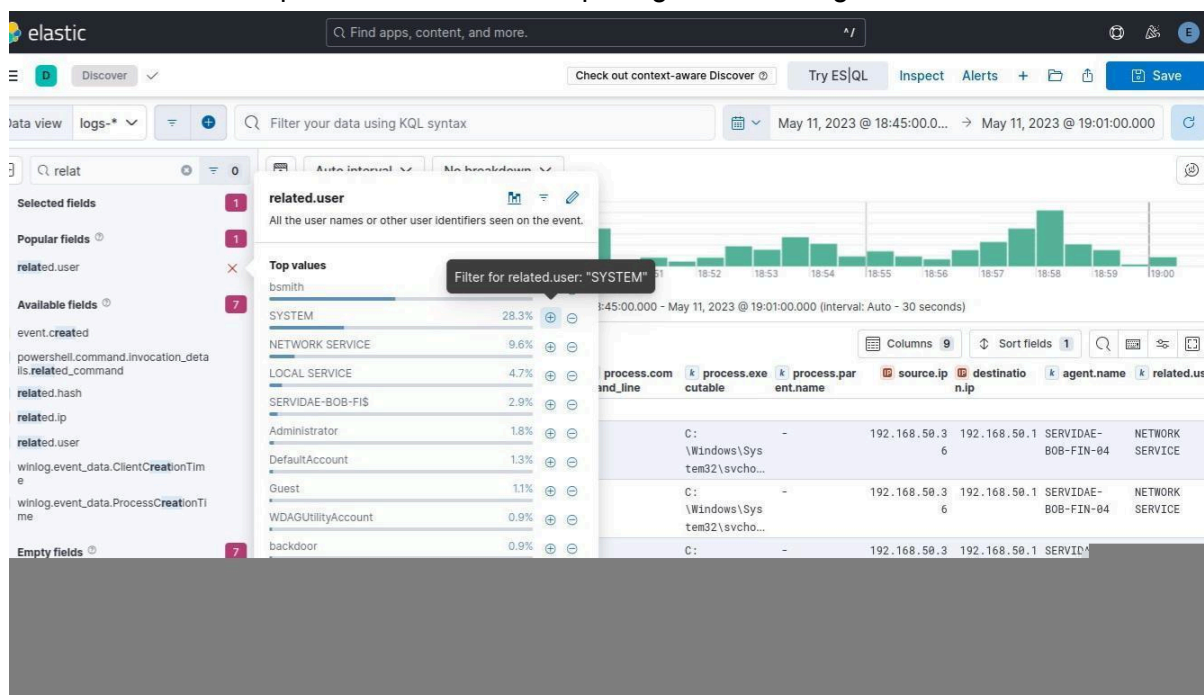 elastic
Find apps, content, and more.
^/
E
D Discover
Check out context-aware Discover
Try ES|QL Inspect Alerts + Save
Data view logs-*
Filter your data using KQL syntax
May 11, 2023 @ 18:45:00.0... → May 11, 2023 @ 19:01:00.000
relat 0
Auto interval No breakdown
Selected fields 1
Popular fields 1
related.user
Available fields 7
event.created
powershell.command.invocation_deta
ils.related_command
related.hash
related.ip
related.user
winlog.event_data.ClientCreationTim
e
winlog.event_data.ProcessCreationTi
me
Empty fields 7
related.user
All the user names or other user identifiers seen on the event.
Top values
Filter for related.user: "SYSTEM"
bsmith
SYSTEM 28.3%
NETWORK SERVICE 9.6%
LOCAL SERVICE 4.7%
SERVIDAE-BOB-FI$ 2.9%
Administrator 1.8%
DefaultAccount 1.3%
Guest 1.1%
WDAGUtilityAccount 0.9%
backdoor 0.9%
18:52 18:53 18:54 18:55 18:56 18:57 18:58 18:59 19:00
:45:00.000 - May 11, 2023 @ 19:01:00.000 (interval: Auto - 30 seconds)
Columns 9 Sort fields 1
process.com
and_line
process.exe
cutable
process.par
ent.name
source.ip
destinatio
n.ip
agent.name
related.us
C:
\Windows\Sys
tem32\svcho...
-
192.168.50.3
6
192.168.50.1
SERVIDAE-
BOB-FIN-04
NETWORK
SERVICE
C:
\Windows\Sys
tem32\svcho...
-
192.168.50.3
6
192.168.50.1
SERVIDAE-
BOB-FIN-04
NETWORK
SERVICE
C: - 192.168.50.3 192.168.50.1